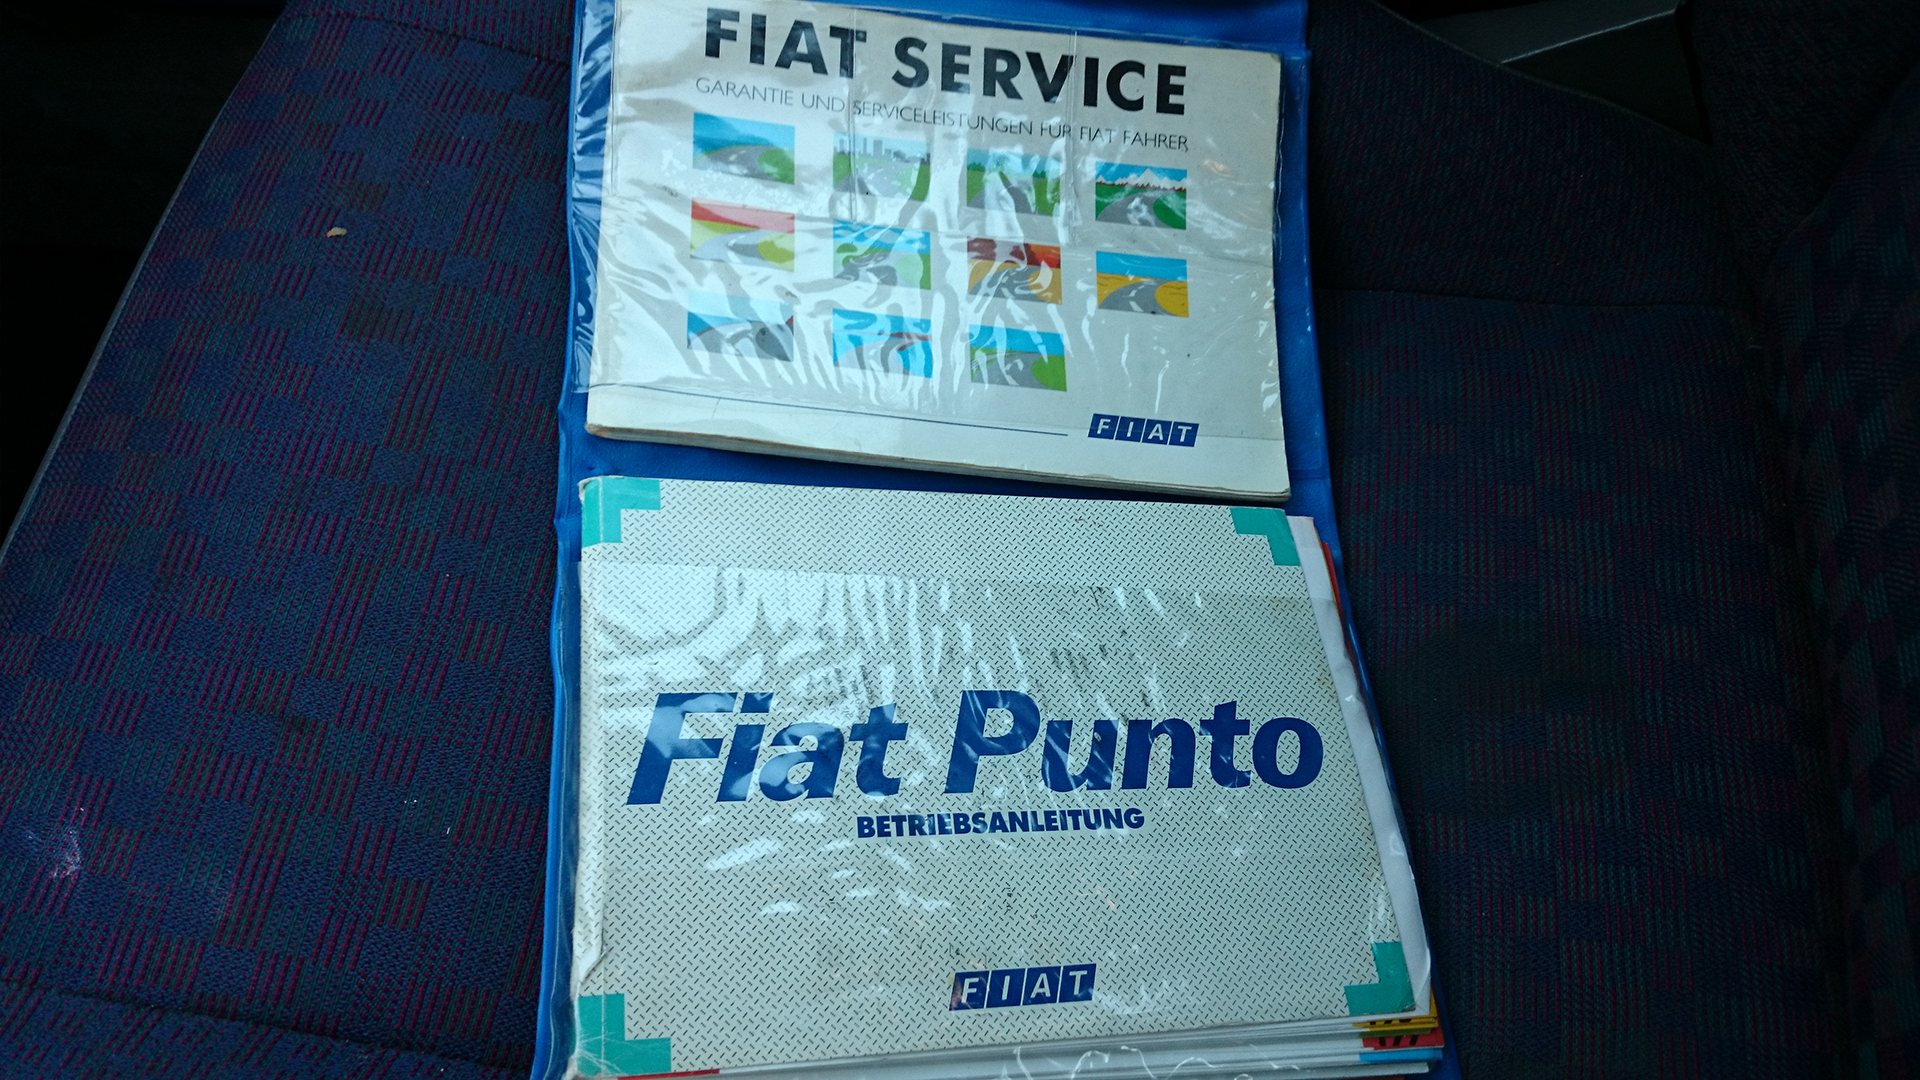 FIAT SERVICE
GARANTIE UND SERVICELEISTUNGEN FÜR FIAT FAHRER
FIAT
Fiat Punto
BETRIEBSANLEITUNG
FIAT